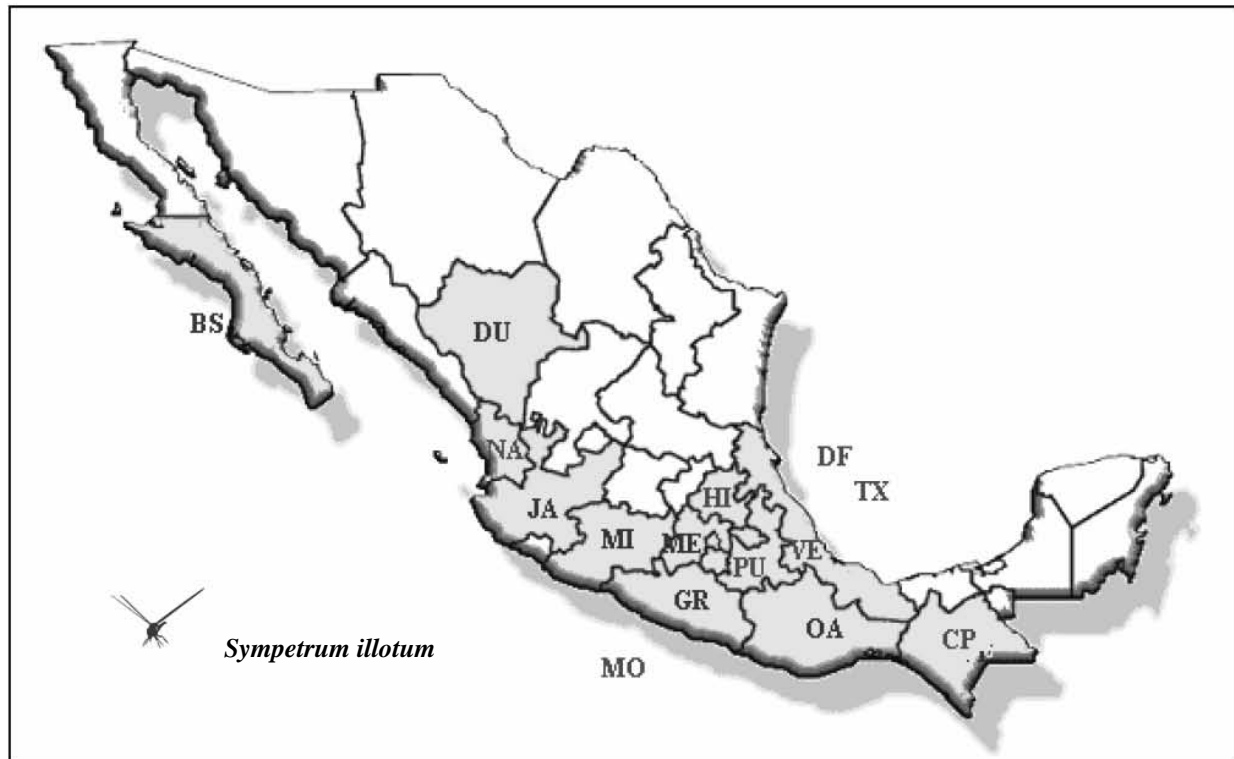 BS
DU
NA
DF
TX
JA
HI
MI
ME
VE
PU
GR
OA
CP
Sympetrum illotum
MO